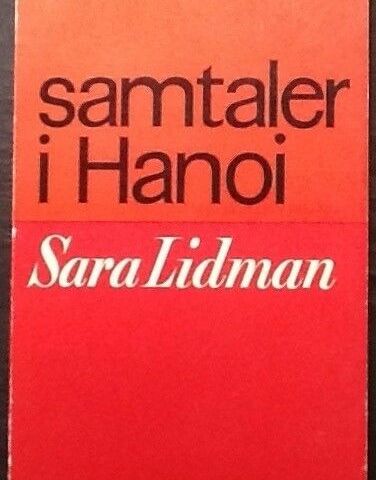 samtaler
i Hanoi
Sara Lidman